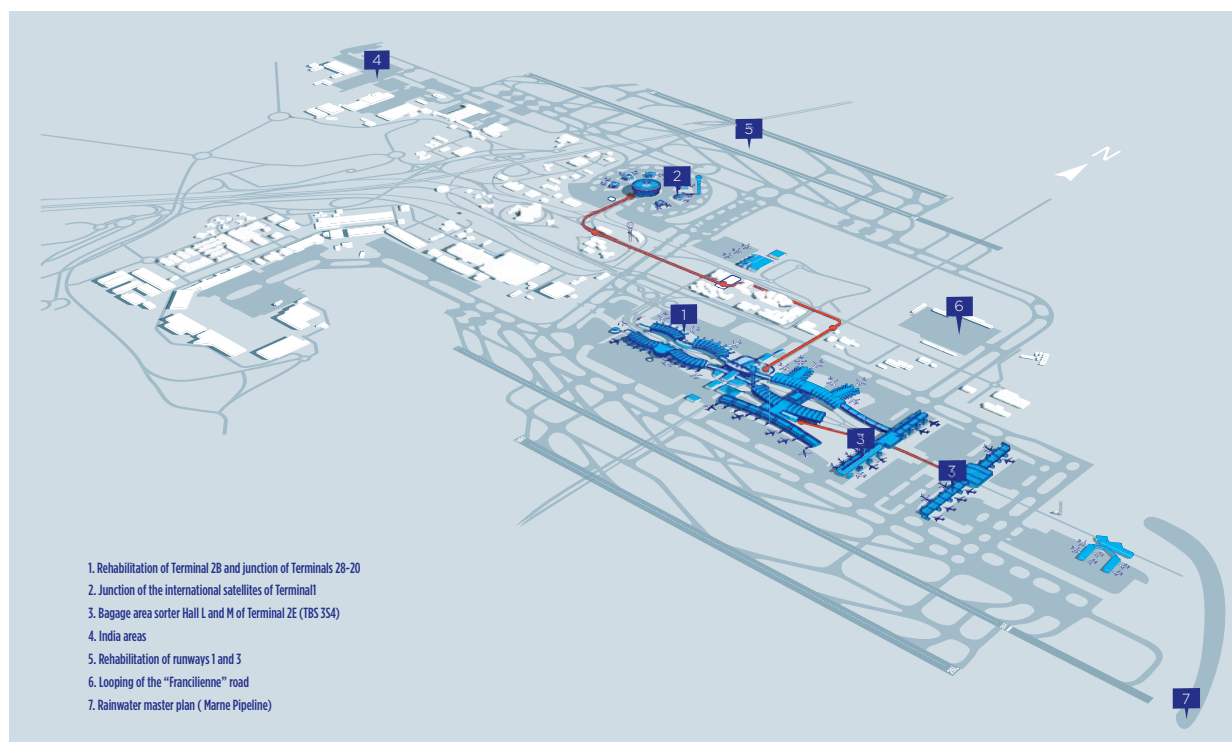 4
5
N
2
6
1
3
3
1. Rehabilitation of Terminal 2B and junction of Terminals 28-20
2. Junction of the international satellites of Terminal1
3. Bagage area sorter Hall L and M of Terminal 2E (TBS 3S4)
4. India areas
5. Rehabilitation of runways 1 and 3
6. Looping of the “Francilienne” road
7. Rainwater master plan ( Marne Pipeline)
7